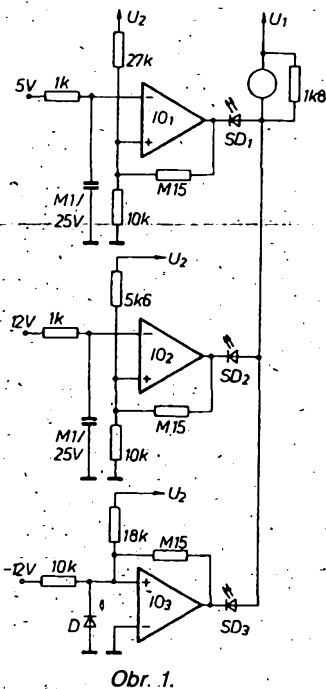 U2
U1
27k
5V
1k
-
IO1
+
SD1
1k8
M15
M1/
25V
10k
U2
5k6
12V
1k
-
IO2
+
SD2
M15
M1/
25V
10k
U2
18k
M15
-12V
10k
+
IO3
-
D
SD3
Obr. 1.